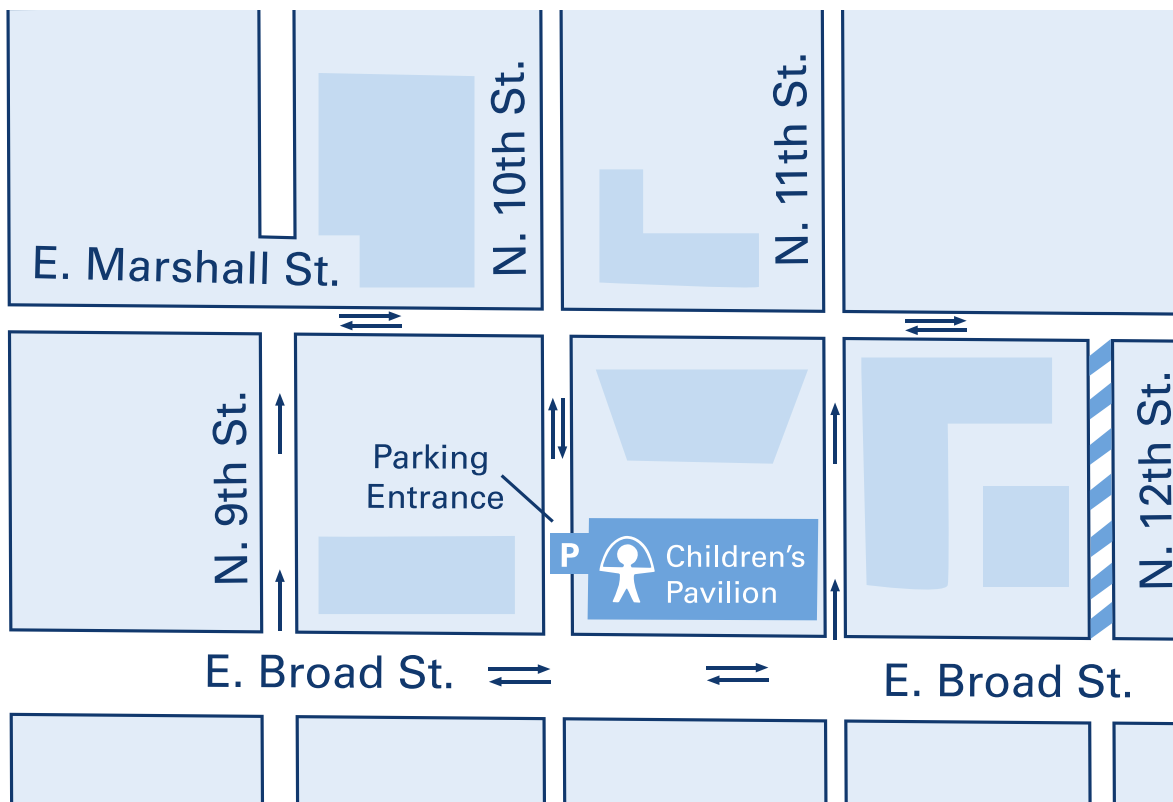 N. 10th St.
N. 11th St.
E. Marshall St.
N. 9th St.
Parking
Entrance
P
Children's
Pavilion
N. 12th St.
E. Broad St.
E. Broad St.